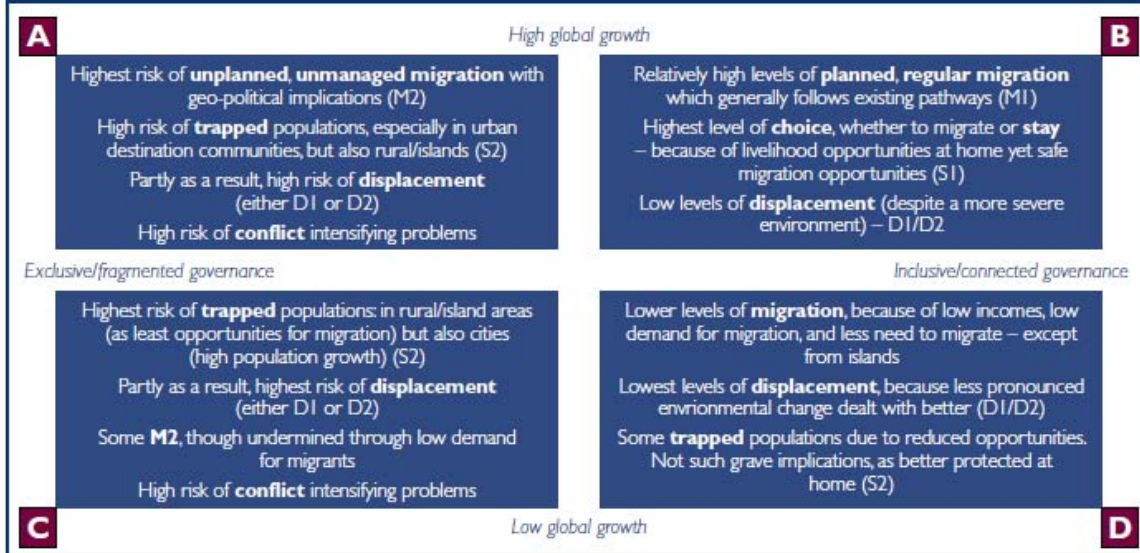 A
High global growth
B
Highest risk of unplanned, unmanaged migration with
geo-political implications (M2)
High risk of trapped populations, especially in urban
destination communities, but also rural/islands (S2)
Partly as a result, high risk of displacement
(either D1 or D2)
High risk of conflict intensifying problems
Relatively high levels of planned, regular migration
which generally follows existing pathways (M1)
Highest level of choice, whether to migrate or stay
– because of livelihood opportunities at home yet safe
migration opportunities (S1)
Low levels of displacement (despite a more severe
environment) – D1/D2
Exclusive/fragmented governance
Inclusive/connected governance
Highest risk of trapped populations: in rural/island areas
(as least opportunities for migration) but also cities
(high population growth) (S2)
Partly as a result, highest risk of displacement
(either D1 or D2)
Some M2, though undermined through low demand
for migrants
High risk of conflict intensifying problems
Lower levels of migration, because of low incomes, low
demand for migration, and less need to migrate – except
from islands
Lowest levels of displacement, because less pronounced
envrionmental change dealt with better (D1/D2)
Some trapped populations due to reduced opportunities.
Not such grave implications, as better protected at
home (S2)
C
Low global growth
D